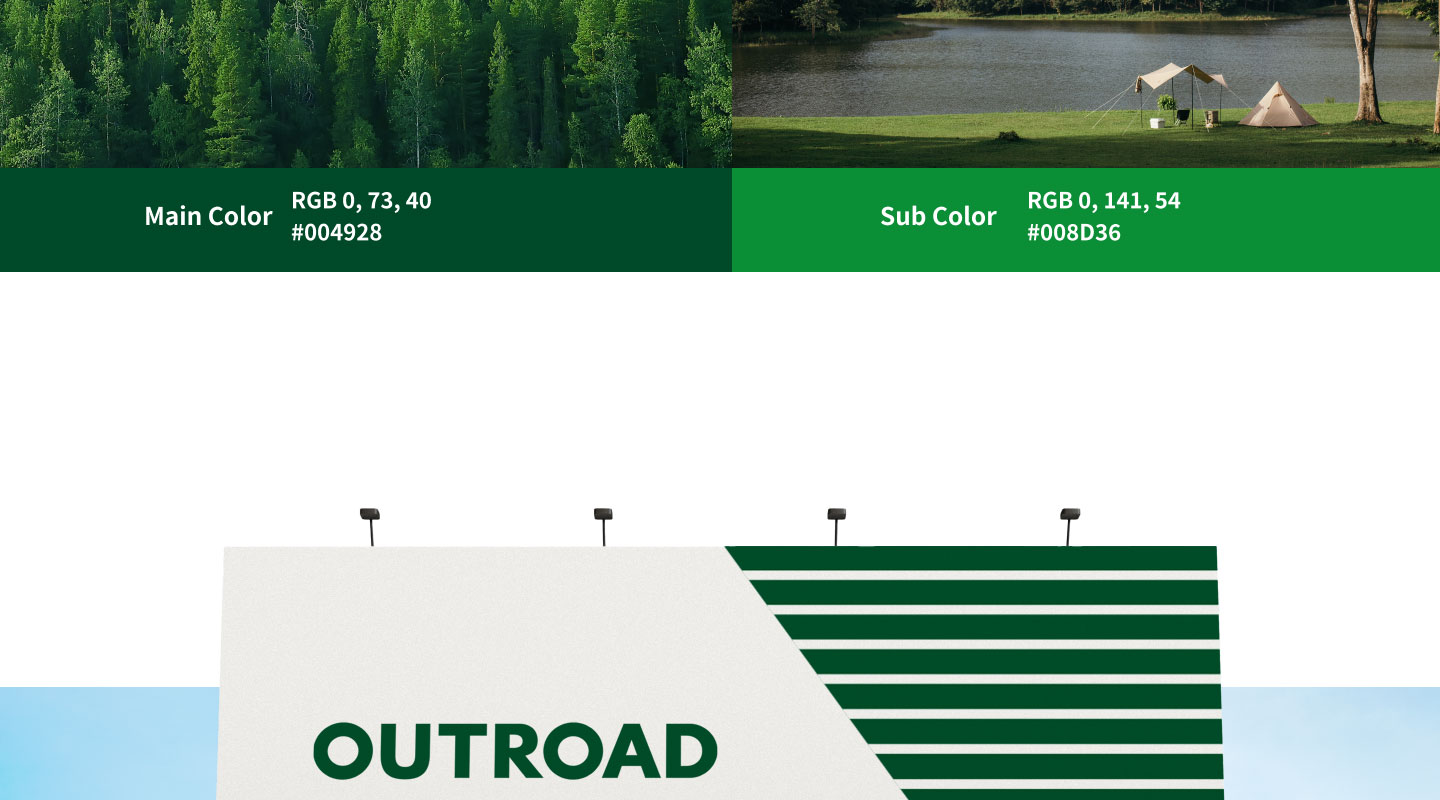 Main Color
RGB 0, 73, 40
#004928
Sub Color
RGB 0, 141, 54
#008D36
OUTROAD